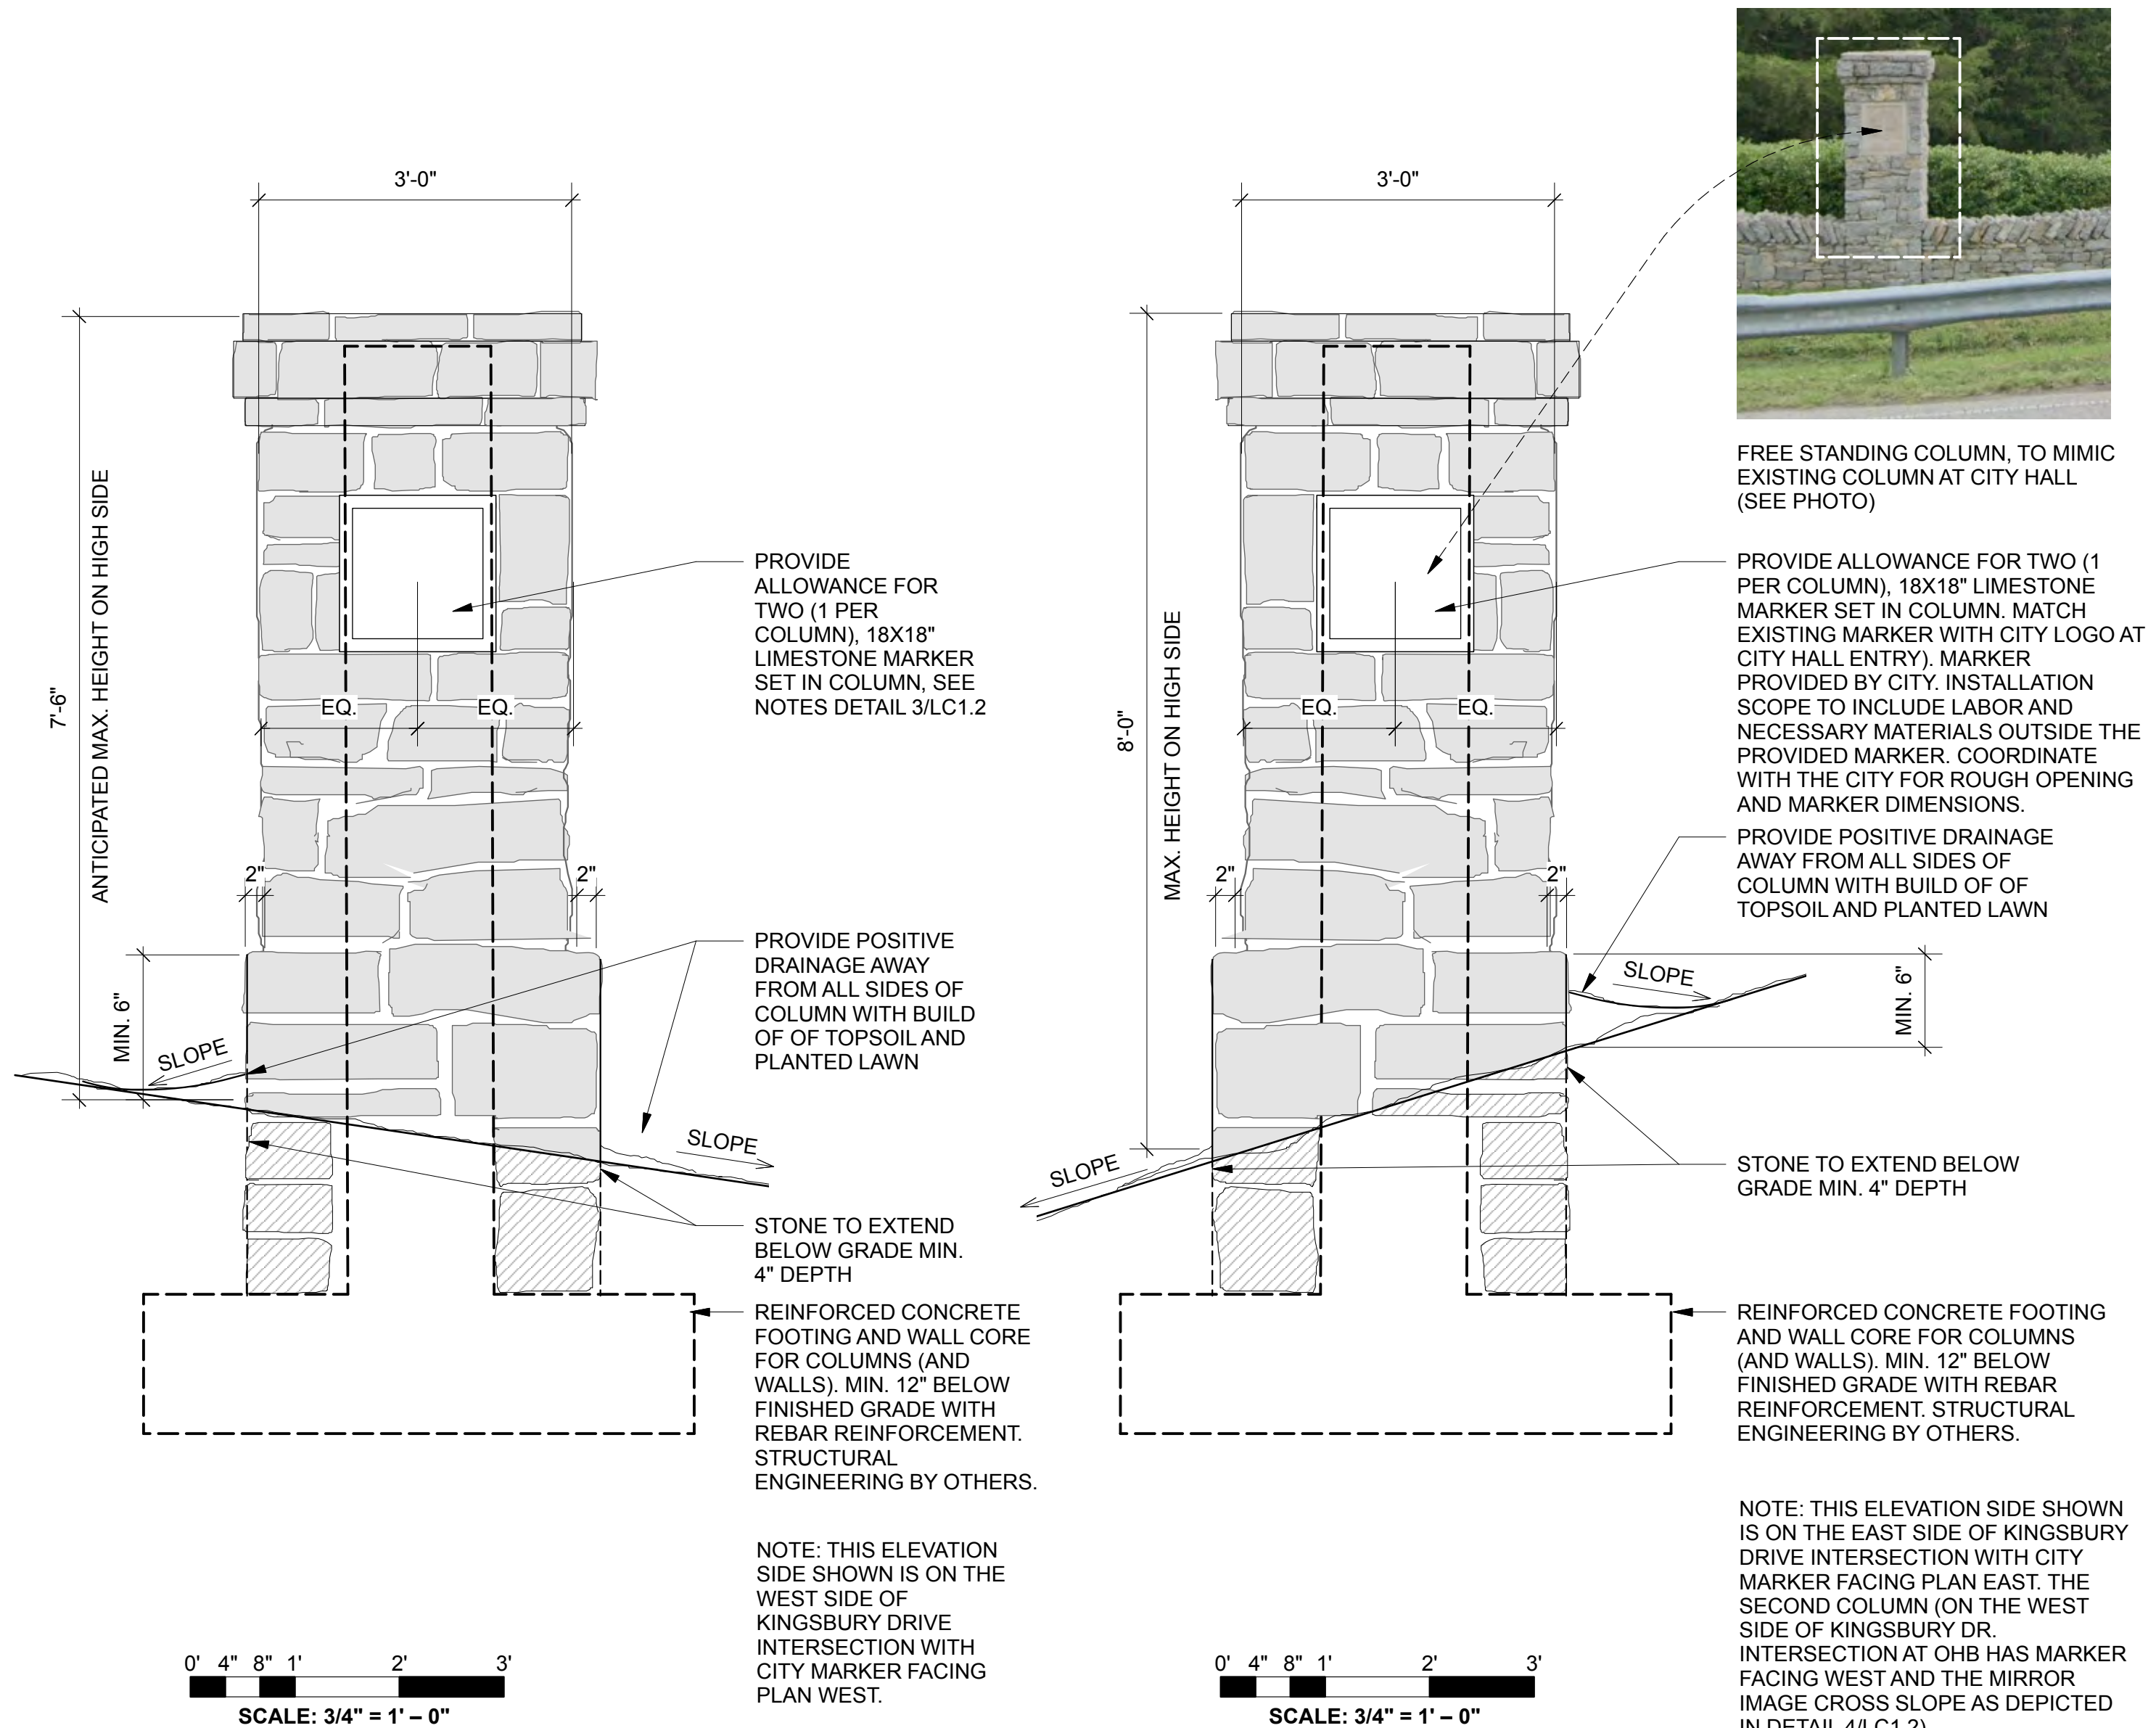 3'-0"
7'-6"
ANTICIPATED MAX. HEIGHT ON HIGH SIDE
MIN. 6"
2"
2"
EQ.
EQ.
SLOPE
SLOPE
PROVIDE
ALLOWANCE FOR
TWO (1 PER
COLUMN), 18X18"
LIMESTONE MARKER
SET IN COLUMN, SEE
NOTES DETAIL 3/LC1.2
PROVIDE POSITIVE
DRAINAGE AWAY
FROM ALL SIDES OF
COLUMN WITH BUILD
OF OF TOPSOIL AND
PLANTED LAWN
STONE TO EXTEND
BELOW GRADE MIN.
4" DEPTH
REINFORCED CONCRETE
FOOTING AND WALL CORE
FOR COLUMNS (AND
WALLS). MIN. 12" BELOW
FINISHED GRADE WITH
REBAR REINFORCEMENT.
STRUCTURAL
ENGINEERING BY OTHERS.
NOTE: THIS ELEVATION
SIDE SHOWN IS ON THE
WEST SIDE OF
KINGSBURY DRIVE
INTERSECTION WITH
CITY MARKER FACING
PLAN WEST.
0' 4" 8" 1' 2' 3'
SCALE: 3/4" = 1' – 0"
3'-0"
8'-0"
MAX. HEIGHT ON HIGH SIDE
2"
2"
EQ.
EQ.
SLOPE
SLOPE
MIN. 6"
FREE STANDING COLUMN, TO MIMIC
EXISTING COLUMN AT CITY HALL
(SEE PHOTO)
PROVIDE ALLOWANCE FOR TWO (1
PER COLUMN), 18X18" LIMESTONE
MARKER SET IN COLUMN. MATCH
EXISTING MARKER WITH CITY LOGO AT
CITY HALL ENTRY). MARKER
PROVIDED BY CITY. INSTALLATION
SCOPE TO INCLUDE LABOR AND
NECESSARY MATERIALS OUTSIDE THE
PROVIDED MARKER. COORDINATE
WITH THE CITY FOR ROUGH OPENING
AND MARKER DIMENSIONS.
PROVIDE POSITIVE DRAINAGE
AWAY FROM ALL SIDES OF
COLUMN WITH BUILD OF OF
TOPSOIL AND PLANTED LAWN
STONE TO EXTEND BELOW
GRADE MIN. 4" DEPTH
REINFORCED CONCRETE FOOTING
AND WALL CORE FOR COLUMNS
(AND WALLS). MIN. 12" BELOW
FINISHED GRADE WITH REBAR
REINFORCEMENT. STRUCTURAL
ENGINEERING BY OTHERS.
NOTE: THIS ELEVATION SIDE SHOWN
IS ON THE EAST SIDE OF KINGSBURY
DRIVE INTERSECTION WITH CITY
MARKER FACING PLAN EAST. THE
SECOND COLUMN (ON THE WEST
SIDE OF KINGSBURY DR.
INTERSECTION AT OHB HAS MARKER
FACING WEST AND THE MIRROR
IMAGE CROSS SLOPE AS DEPICTED
IN DETAIL 4/LC1.2)
0' 4" 8" 1' 2' 3'
SCALE: 3/4" = 1' – 0"